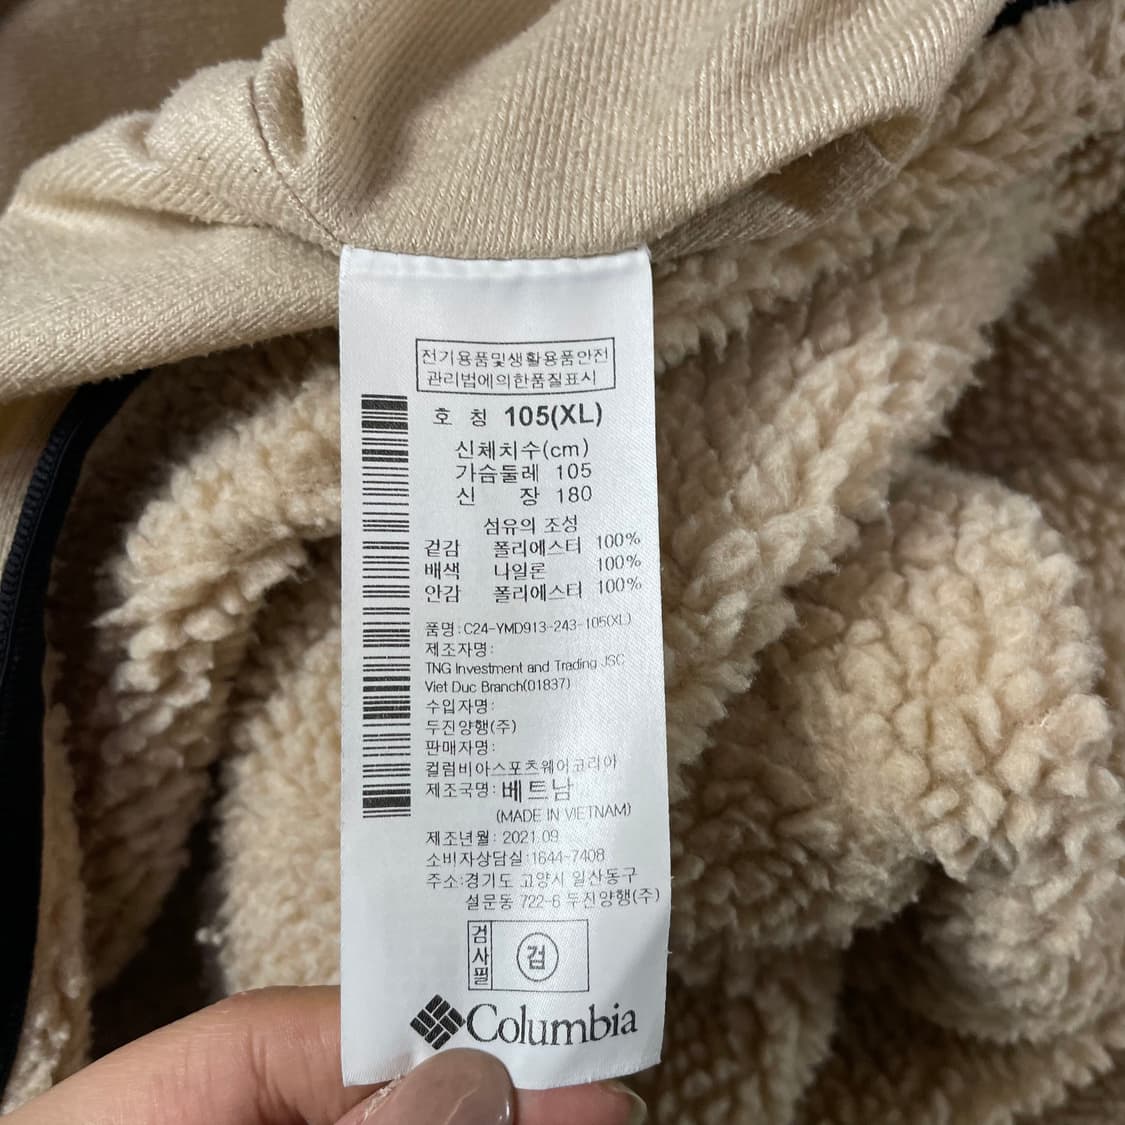 전기용품및생활용품안전
관리법에의한품질표시
호 칭 105(XL)
신체치수(cm)
가슴둘레 105
신 장 180
섬유의 조성
겉감 폴리에스터 100%
배색 나일론 100%
안감 폴리에스터 100%
품명:C24-YMD913-243-105(XL)
제조자명:
TNG Investment and Trading JSC
Viet Duc Branch(01837)
수입자명:
두진양행(주)
판매자명:
컬럼비아스포츠웨어코리아
제조국명:베트남
(MADE IN VIETNAM)
제조년월: 2021.09
소비자상담실:1644-7408
주소:경기도 고양시 일산동구
설문동 722-6 두진양행(주)
검사필 검
Columbia